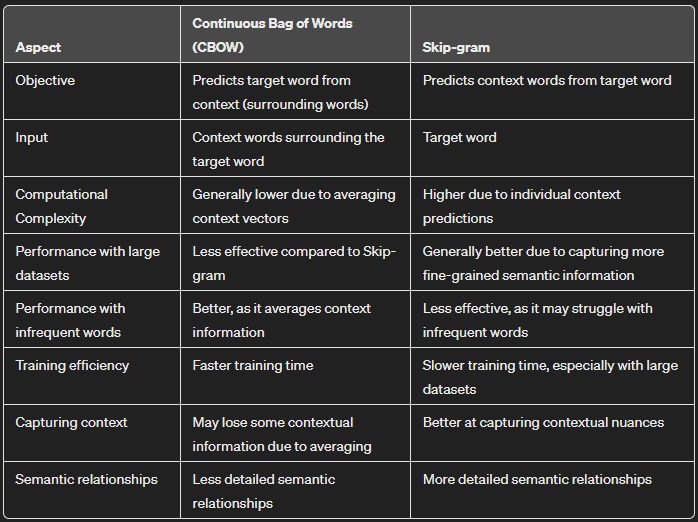 Aspect
Continuous Bag of Words
(CBOW)
Skip-gram
Objective
Predicts target word from
context (surrounding words)
Predicts context words from target word
Input
Context words surrounding the
target word
Target word
Computational
Complexity
Generally lower due to averaging
context vectors
Higher due to individual context
predictions
Performance with large
datasets
Less effective compared to Skip-
gram
Generally better due to capturing more
fine-grained semantic information
Performance with
infrequent words
Better, as it averages context
information
Less effective, as it may struggle with
infrequent words
Training efficiency
Faster training time
Slower training time, especially with large
datasets
Capturing context
May lose some contextual
information due to averaging
Better at capturing contextual nuances
Semantic relationships
Less detailed semantic
relationships
More detailed semantic relationships